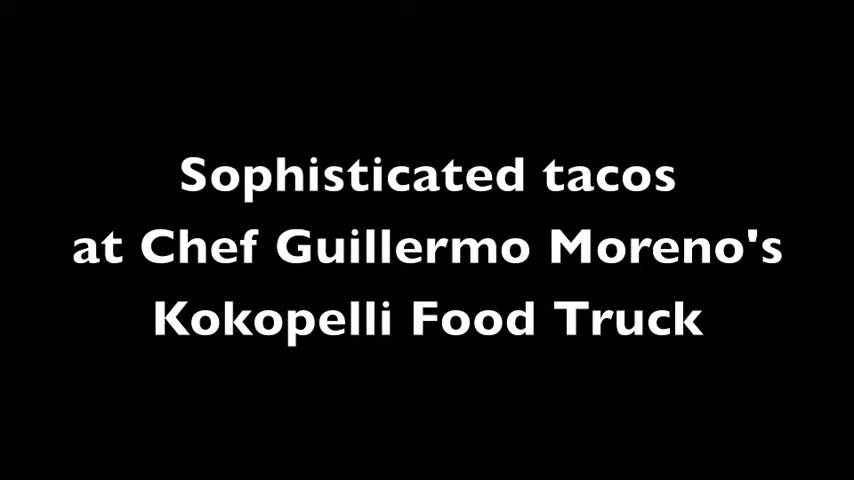 Sophisticated tacos
at Chef Guillermo Moreno's
Kokopelli Food Truck